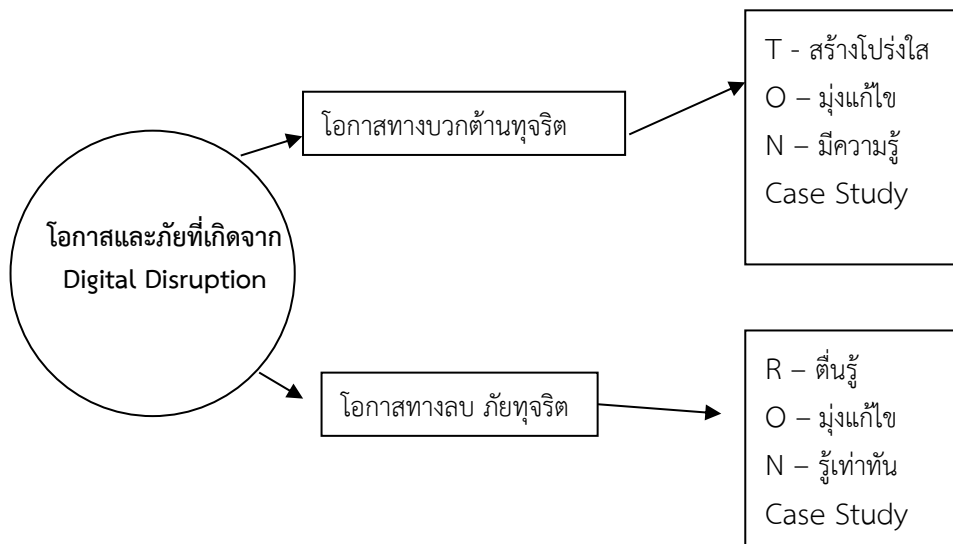 โอกาสและภัยที่เกิดจาก
Digital Disruption
โอกาสทางบวกต้านทุจริต
T - สร้างโปร่งใส
O – มุ่งแก้ไข
N – มีความรู้
Case Study
โอกาสทางลบ ภัยทุจริต
R – ตื่นรู้
O – มุ่งแก้ไข
N – รู้เท่าทัน
Case Study